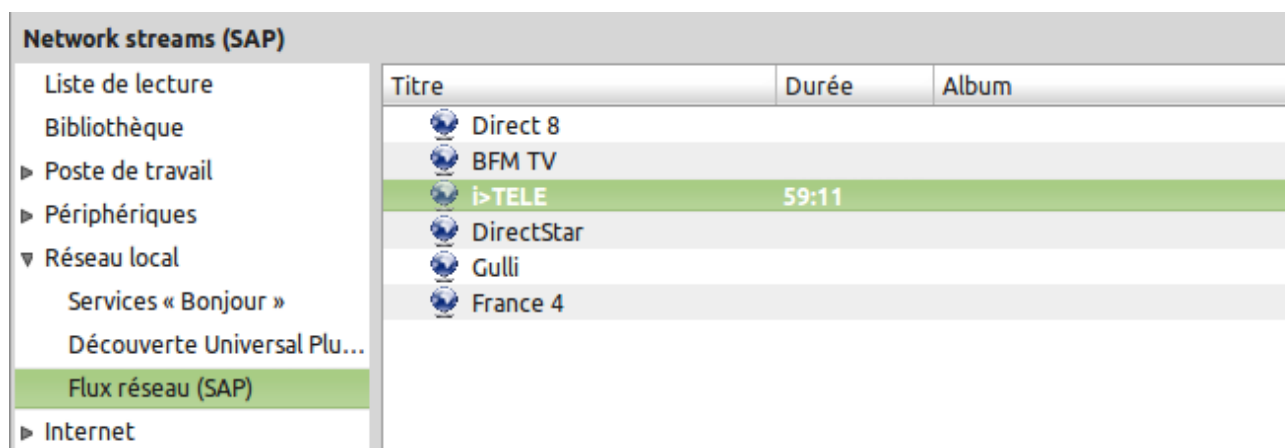 Network streams (SAP)
Liste de lecture
Bibliothèque
Poste de travail
Périphériques
Réseau local
Services « Bonjour »
Découverte Universal Plu...
Flux réseau (SAP)
Internet
Titre Durée Album
Direct 8
BFM TV
i>TELE 59:11
DirectStar
Gulli
France 4